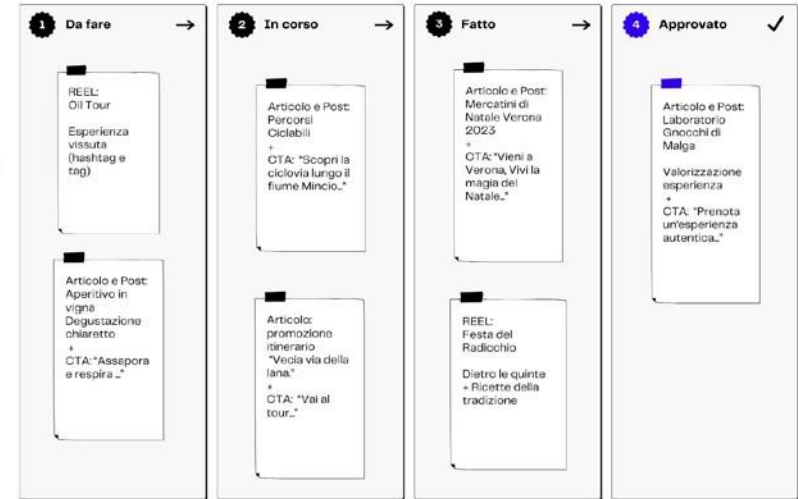 1 Da fare →
REEL:
Oil Tour
Esperienza
vissuta
(hashtag e
tag)
Articolo e Post:
Aperitivo in
vigna
Degustazione
chiaretto
+
CTA: "Assapora
e respira ..."
2 In corso →
Articolo e Post:
Percorsi
Ciclabili
+
CTA: "Scopri la
ciclovia lungo il
fiume Mincio..."
Articolo:
promozione
itinerario
"Vecia via della
lana."
+
CTA: "Vai al
tour..."
3 Fatto →
Articolo e Post:
Mercatini di
Natale Verona
2023
+
CTA: "Vieni a
Verona, Vivi la
magia del
Natale..."
REEL:
Festa del
Radicchio
Dietro le quinte
+ Ricette della
tradizione
4 Approvato ✓
Articolo e Post:
Laboratorio
Gnocchi di
Malga
Valorizzazione
esperienza
+
CTA: "Prenota
un'esperienza
autentica..."